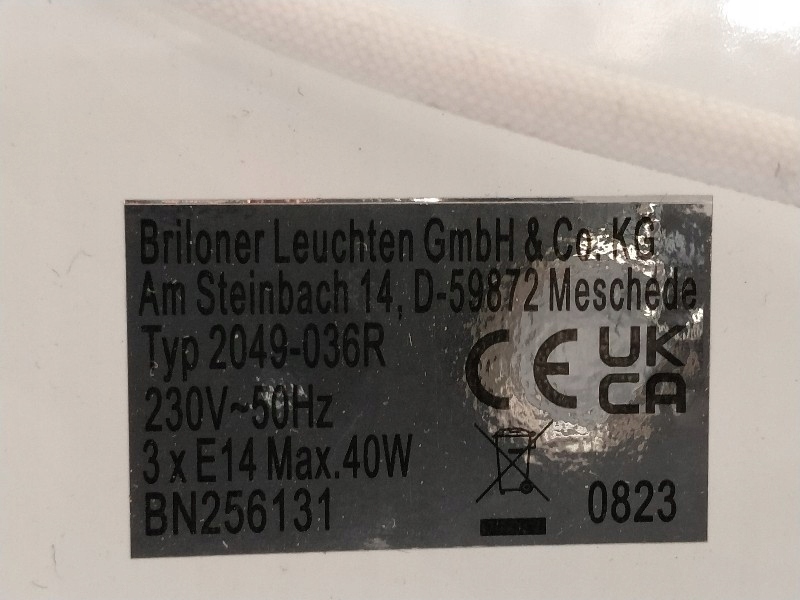 Briloner Leuchten GmbH & Co. KG
Am Steinbach 14, D-59872 Meschede
Typ 2049-036R
CE UK CA
230V~50Hz
3 x E14 Max.40W
BN256131
0823